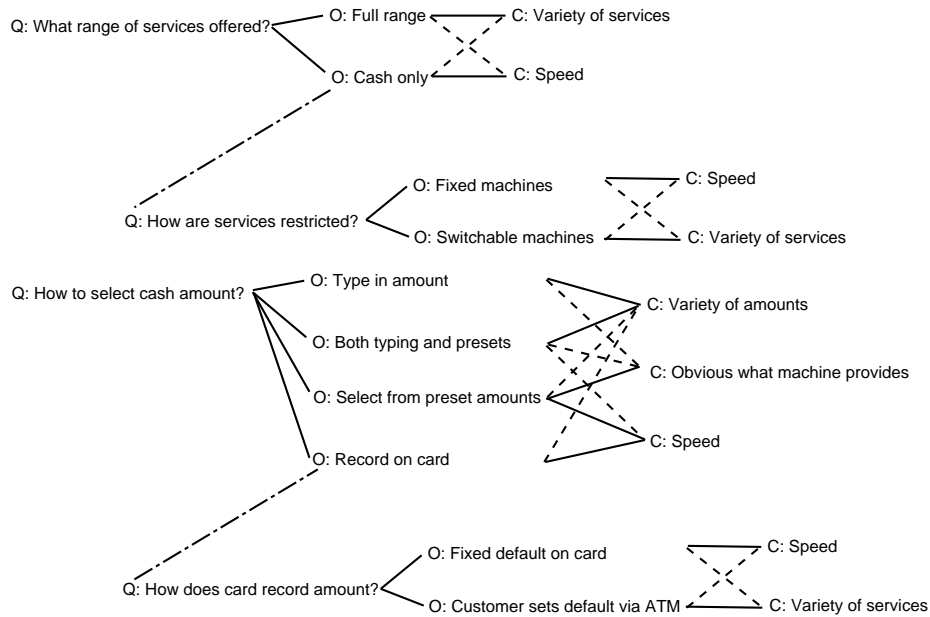 Q: What range of services offered?
O: Full range
C: Variety of services
O: Cash only
C: Speed
Q: How are services restricted?
O: Fixed machines
C: Speed
O: Switchable machines
C: Variety of services
Q: How to select cash amount?
O: Type in amount
C: Variety of amounts
O: Both typing and presets
C: Obvious what machine provides
O: Select from preset amounts
C: Speed
O: Record on card
Q: How does card record amount?
O: Fixed default on card
C: Speed
O: Customer sets default via ATM
C: Variety of services